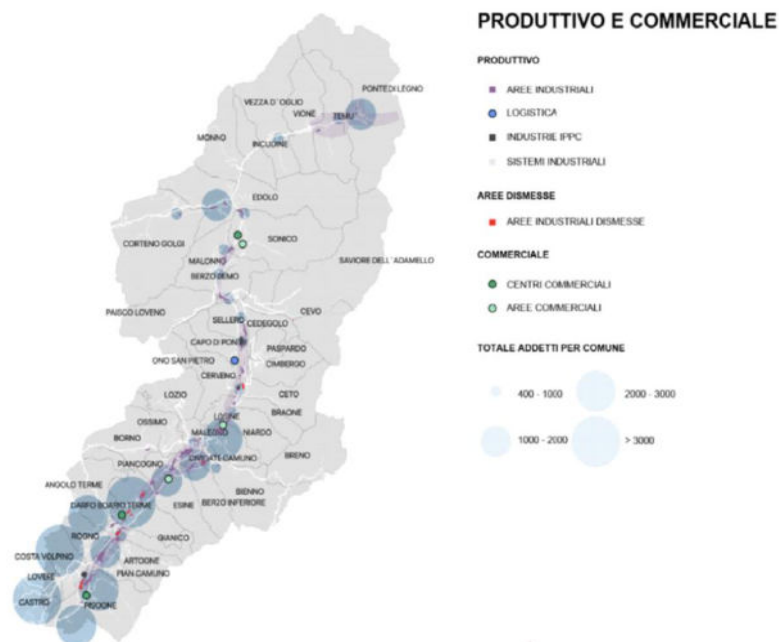 PRODUTTIVO E COMMERCIALE
PRODUTTIVO
AREE INDUSTRIALI
LOGISTICA
INDUSTRIE IPPC
SISTEMI INDUSTRIALI
AREE DISMESSE
AREE INDUSTRIALI DISMESSE
COMMERCIALE
CENTRI COMMERCIALI
AREE COMMERCIALI
TOTALE ADDETTI PER COMUNE
400 - 1000
2000 - 3000
1000 - 2000
> 3000
PONTE DI LEGNO
VEZZA D`OGLIO
VIONE
TEMU`
MONNO
INCUDINE
EDOLO
CORTENO GOLGI
SONICO
MALONNO
SAVIORE DELL`ADAMELLO
BERZO DEMO
PAISCO LOVENO
CEVO
SELLERO
CEDEGOLO
CAPO DI PONTE
PASPARDO
ONO SAN PIETRO
CIMBERGO
CERVENO
LOZIO
CETO
LOSINE
BRAONE
OSSIMO
MALEGNO
NIARDO
BORNO
BRENO
PIANCOGNO
CIVIDATE CAMUNO
ANGOLO TERME
BIENNO
DARFO BOARIO TERME
ESINE
BERZO INFERIORE
ROGNO
GIANICO
COSTA VOLPINO
ARTOGNE
LOVERE
PIAN CAMUNO
CASTRO
PISOGNE